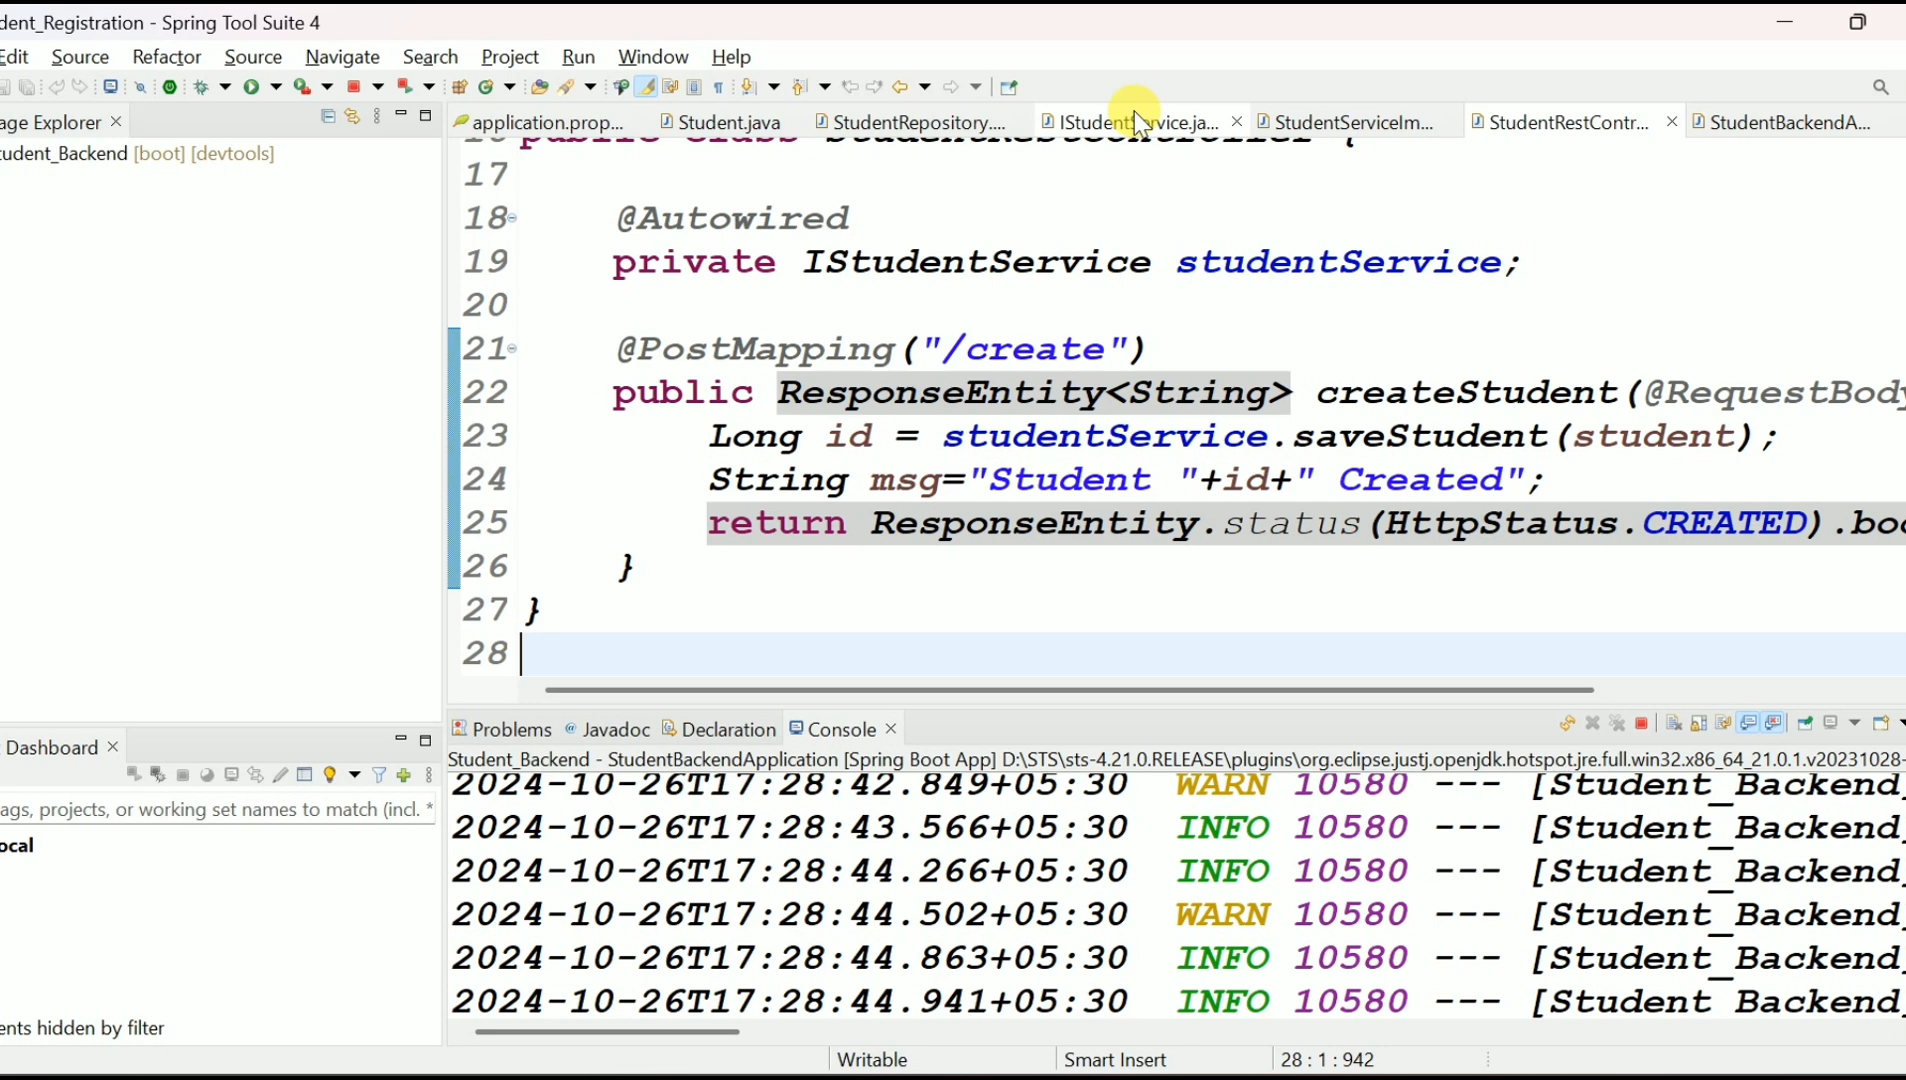 dent_Registration - Spring Tool Suite 4
Edit Source Refactor Source Navigate Search Project Run Window Help
age Explorer
application.prop... Student.java StudentRepository.... IStudentService.ja... StudentServiceIm... StudentRestContr... StudentBackendA...
tudent_Backend [boot] [devtools]
16 public class StudentRestController {
17
18 @Autowired
19 private IStudentService studentService;
20
21 @PostMapping("/create")
22 public ResponseEntity<String> createStudent(@RequestBody
23 Long id = studentService.saveStudent(student);
24 String msg="Student "+id+" Created";
25 return ResponseEntity.status(HttpStatus.CREATED).boo
26 }
27 }
28
Problems Javadoc Declaration Console
Dashboard
Student_Backend - StudentBackendApplication [Spring Boot App] D:\STS\sts-4.21.0.RELEASE\plugins\org.eclipse.justj.openjdk.hotspot.jre.full.win32.x86_64_21.0.1.v20231028-
ags, projects, or working set names to match (incl. *
ocal
ents hidden by filter
2024-10-26T17:28:42.849+05:30 WARN 10580 --- [Student_Backend]
2024-10-26T17:28:43.566+05:30 INFO 10580 --- [Student_Backend]
2024-10-26T17:28:44.266+05:30 INFO 10580 --- [Student_Backend]
2024-10-26T17:28:44.502+05:30 WARN 10580 --- [Student_Backend]
2024-10-26T17:28:44.863+05:30 INFO 10580 --- [Student_Backend]
2024-10-26T17:28:44.941+05:30 INFO 10580 --- [Student_Backend]
Writable Smart Insert 28 : 1 : 942